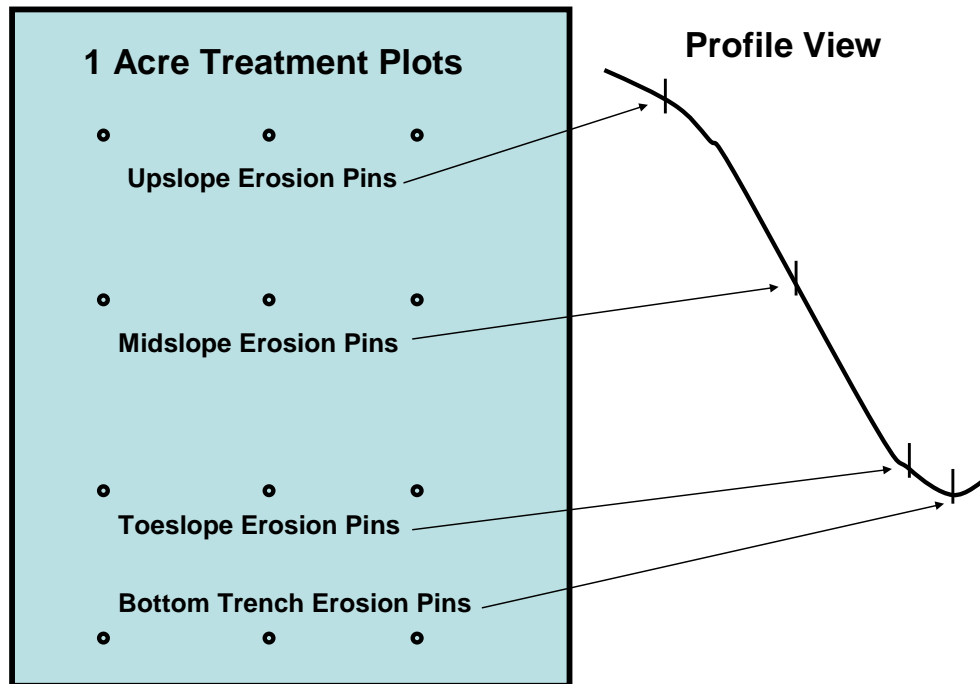 1 Acre Treatment Plots
Profile View
Upslope Erosion Pins
Midslope Erosion Pins
Toeslope Erosion Pins
Bottom Trench Erosion Pins